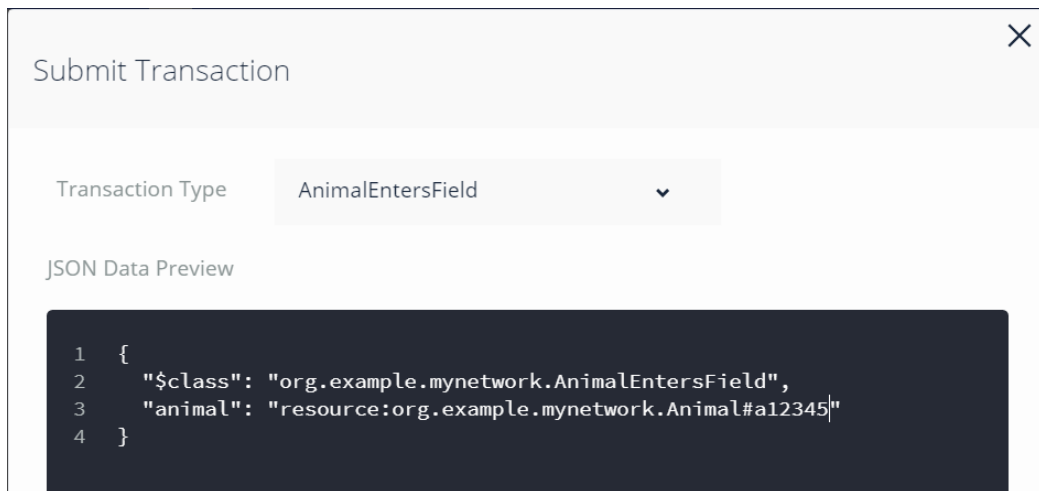 Submit Transaction
Transaction Type AnimalEntersField
JSON Data Preview
1 {
2 "$class": "org.example.mynetwork.AnimalEntersField",
3 "animal": "resource:org.example.mynetwork.Animal#a12345"
4 }